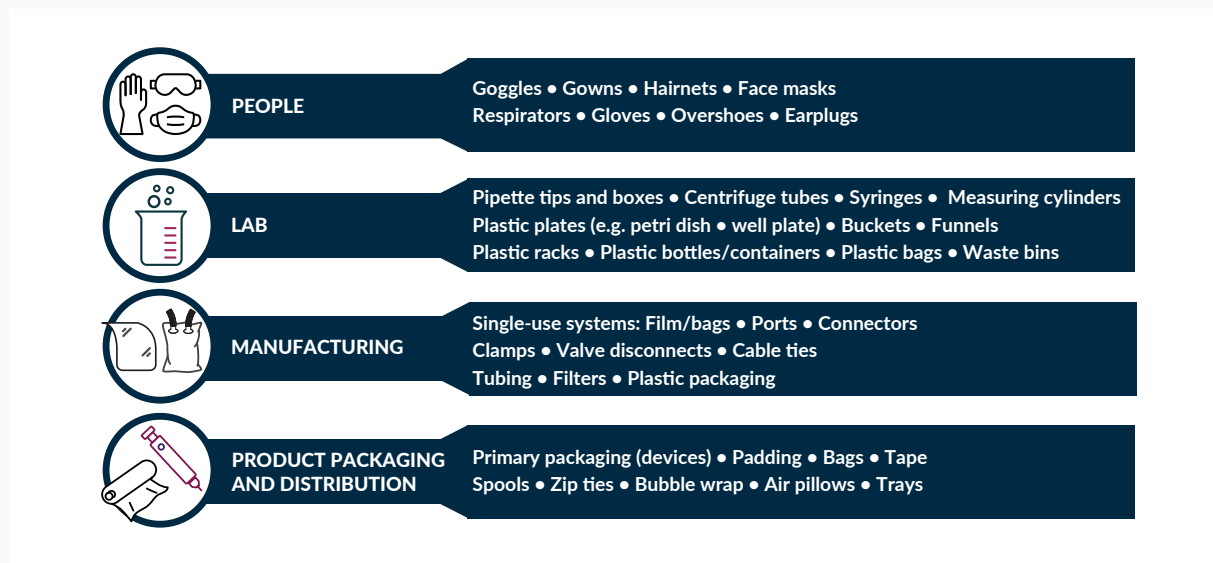 PEOPLE
Goggles ● Gowns ● Hairnets ● Face masks
Respirators ● Gloves ● Overshoes ● Earplugs
LAB
Pipette tips and boxes ● Centrifuge tubes ● Syringes ● Measuring cylinders
Plastic plates (e.g. petri dish ● well plate) ● Buckets ● Funnels
Plastic racks ● Plastic bottles/containers ● Plastic bags ● Waste bins
MANUFACTURING
Single-use systems: Film/bags ● Ports ● Connectors
Clamps ● Valve disconnects ● Cable ties
Tubing ● Filters ● Plastic packaging
PRODUCT PACKAGING
AND DISTRIBUTION
Primary packaging (devices) ● Padding ● Bags ● Tape
Spools ● Zip ties ● Bubble wrap ● Air pillows ● Trays